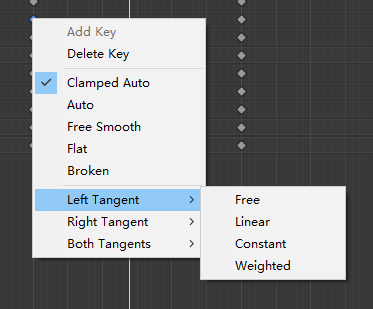 Add Key
Delete Key
Clamped Auto
Auto
Free Smooth
Flat
Broken
Left Tangent
Right Tangent
Both Tangents
Free
Linear
Constant
Weighted